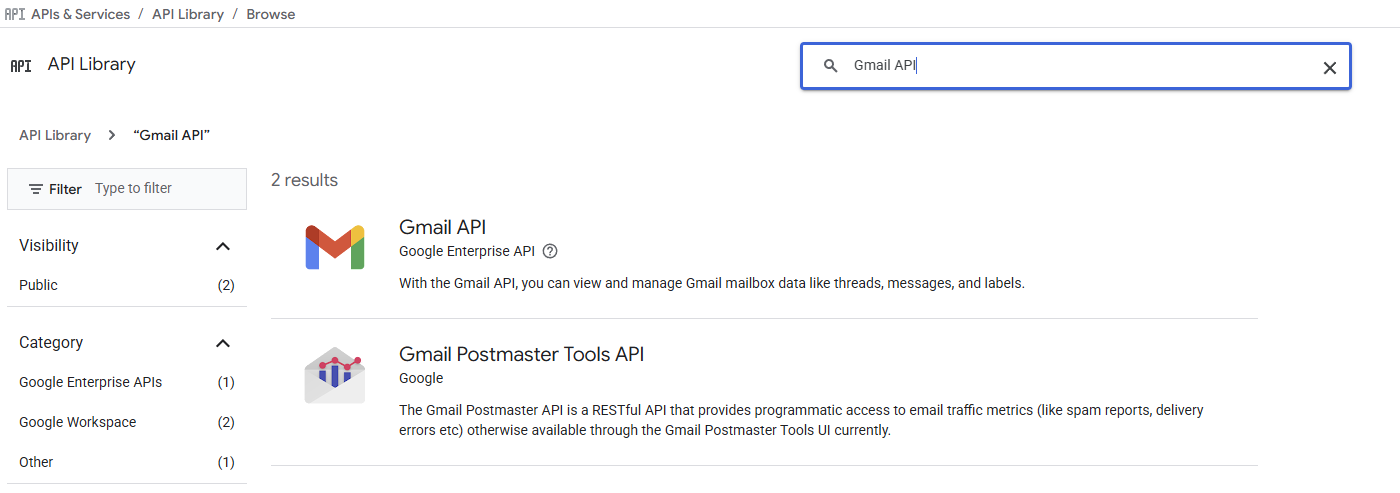 API APIs & Services / API Library / Browse
API API Library
Gmail API
API Library > “Gmail API”
Filter Type to filter
2 results
Visibility
Public (2)
Category
Google Enterprise APIs (1)
Google Workspace (2)
Other (1)
Gmail API
Google Enterprise API ?
With the Gmail API, you can view and manage Gmail mailbox data like threads, messages, and labels.
Gmail Postmaster Tools API
Google
The Gmail Postmaster API is a RESTful API that provides programmatic access to email traffic metrics (like spam reports, delivery
errors etc) otherwise available through the Gmail Postmaster Tools UI currently.